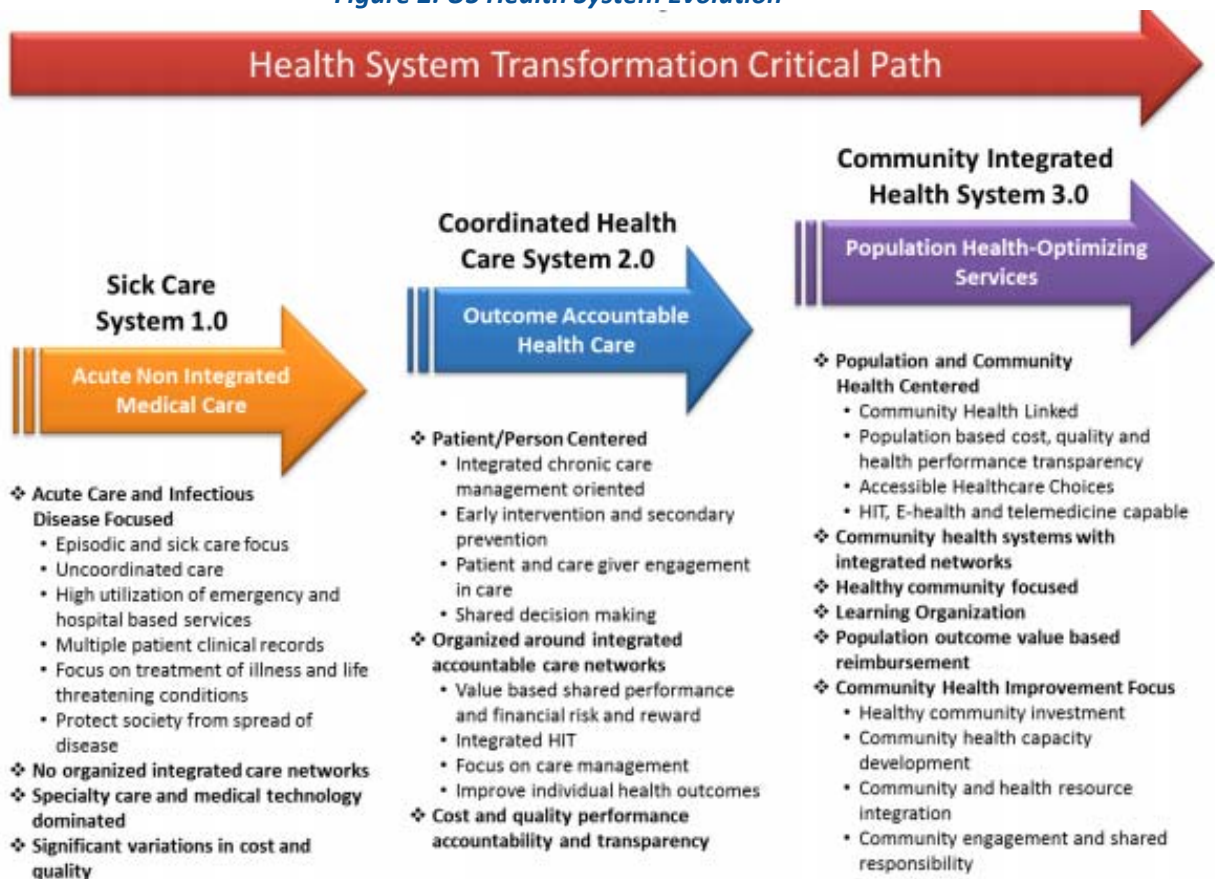 Figure US Health System Evolution
Health System Transformation Critical Path
Sick Care
System 1.0
Acute Non Integrated
Medical Care
❖ Acute Care and Infectious
Disease Focused
• Episodic and sick care focus
• Uncoordinated care
• High utilization of emergency and
hospital based services
• Multiple patient clinical records
• Focus on treatment of illness and life
threatening conditions
• Protect society from spread of
disease
❖ No organized integrated care networks
❖ Specialty care and medical technology
dominated
❖ Significant variations in cost and
quality
Coordinated Health
Care System 2.0
Outcome Accountable
Health Care
❖ Patient/Person Centered
• Integrated chronic care
management oriented
• Early intervention and secondary
prevention
• Patient and care giver engagement
in care
• Shared decision making
❖ Organized around integrated
accountable care networks
• Value based shared performance
and financial risk and reward
• Integrated HIT
• Focus on care management
• Improve individual health outcomes
❖ Cost and quality performance
accountability and transparency
Community Integrated
Health System 3.0
Population Health-Optimizing
Services
❖ Population and Community
Health Centered
• Community Health Linked
• Population based cost, quality and
health performance transparency
• Accessible Healthcare Choices
• HIT, E-health and telemedicine capable
❖ Community health systems with
integrated networks
❖ Healthy community focused
❖ Learning Organization
❖ Population outcome value based
reimbursement
❖ Community Health Improvement Focus
• Healthy community investment
• Community health capacity
development
• Community and health resource
integration
• Community engagement and shared
responsibility